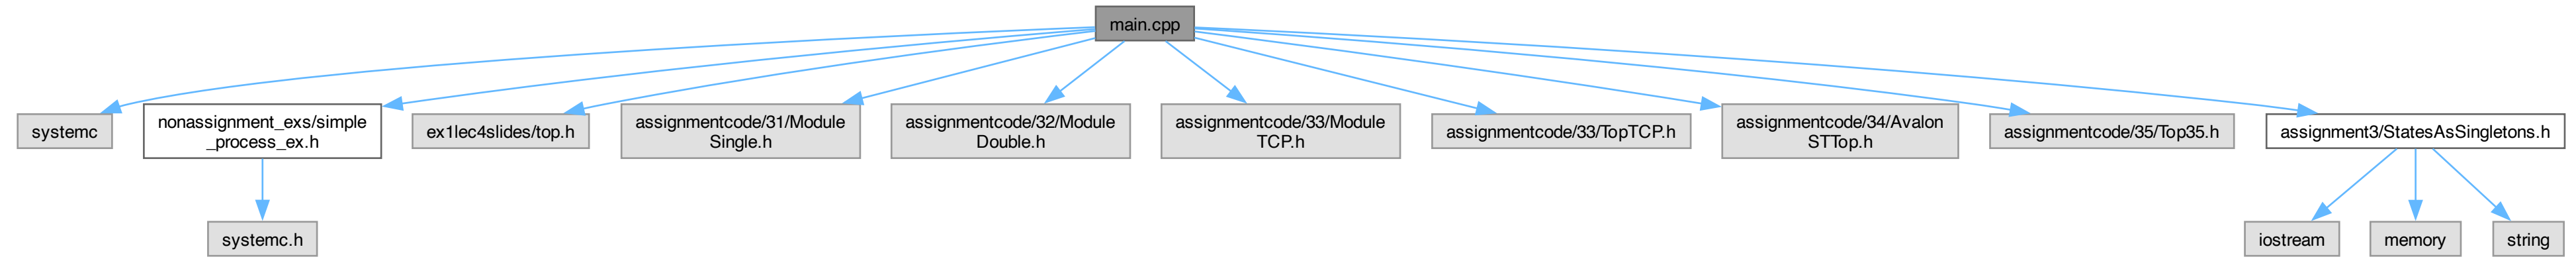 main.cpp
systemc
nonassignment_exs/simple
_process_ex.h
ex1lec4slides/top.h
assignmentcode/31/Module
Single.h
assignmentcode/32/Module
Double.h
assignmentcode/33/Module
TCP.h
assignmentcode/33/TopTCP.h
assignmentcode/34/Avalon
STTop.h
assignmentcode/35/Top35.h
assignment3/StatesAsSingletons.h
systemc.h
iostream
memory
string